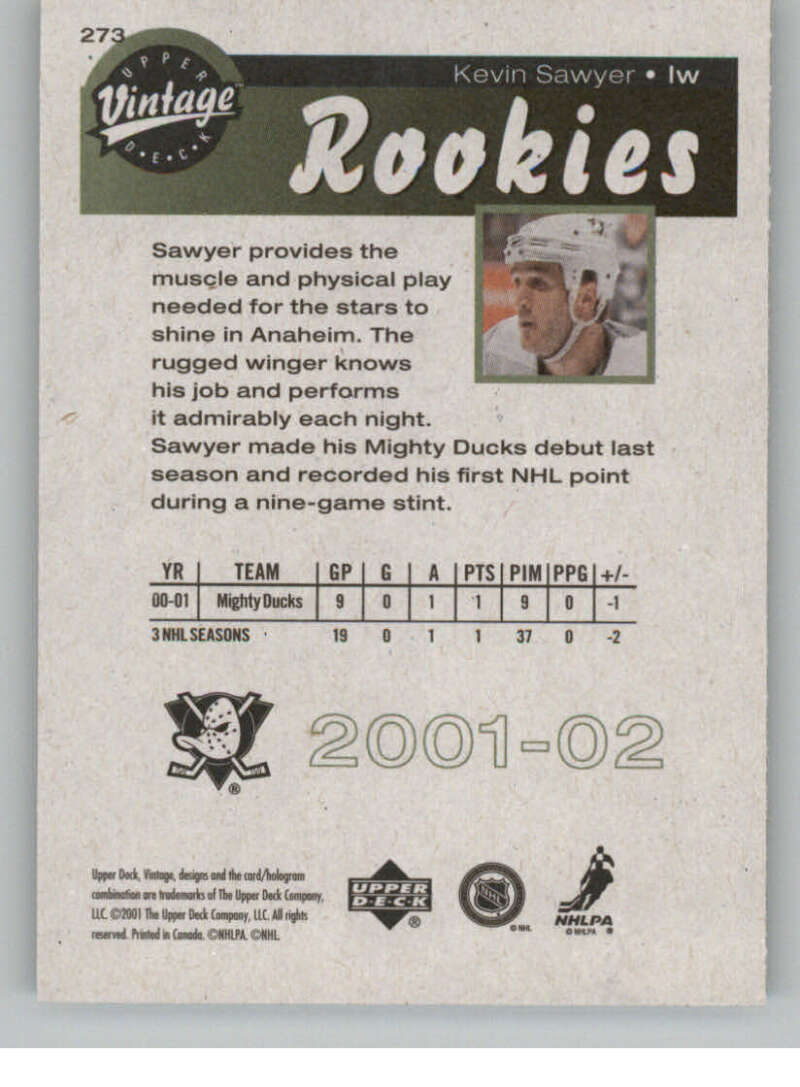 273
UPPER
Vintage™
D•E•C•K
Kevin Sawyer • lw
Rookies
Sawyer provides the
muscle and physical play
needed for the stars to
shine in Anaheim. The
rugged winger knows
his job and performs
it admirably each night.
Sawyer made his Mighty Ducks debut last
season and recorded his first NHL point
during a nine-game stint.
YR TEAM GP G A PTS PIM PPG +/-
00-01 Mighty Ducks 9 0 1 1 9 0 -1
3 NHL SEASONS 19 0 1 1 37 0 -2
®
2001-02
Upper Deck, Vintage, designs and the card/hologram
combination are trademarks of The Upper Deck Company,
LLC. ©2001 The Upper Deck Company, LLC. All rights
reserved. Printed in Canada. ©NHLPA. ©NHL.
UPPER
D•E•C•K
®
NHL
© NHL
NHLPA
© NHLPA ®